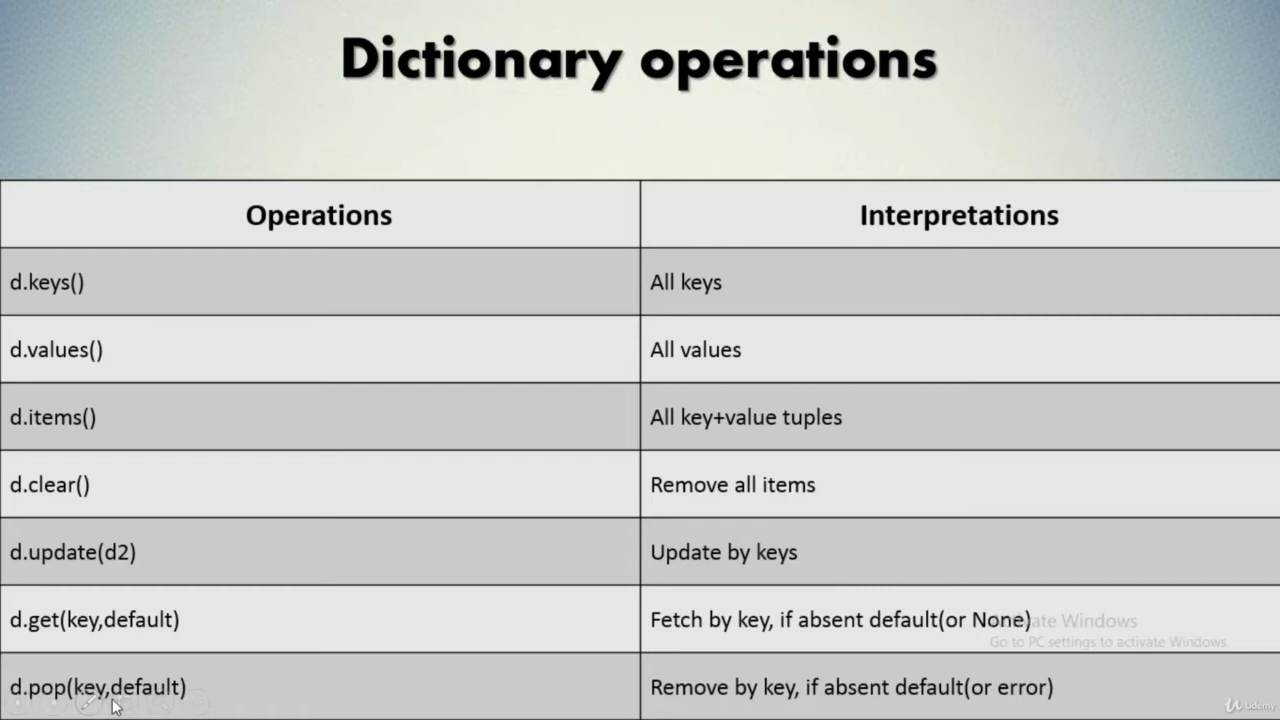 Dictionary operations
Operations Interpretations
d.keys() All keys
d.values() All values
d.items() All key+value tuples
d.clear() Remove all items
d.update(d2) Update by keys
d.get(key,default) Fetch by key, if absent default(or None)
Activate Windows
Go to PC settings to activate Windows.
d.pop(key,default) Remove by key, if absent default(or error)
Udemy